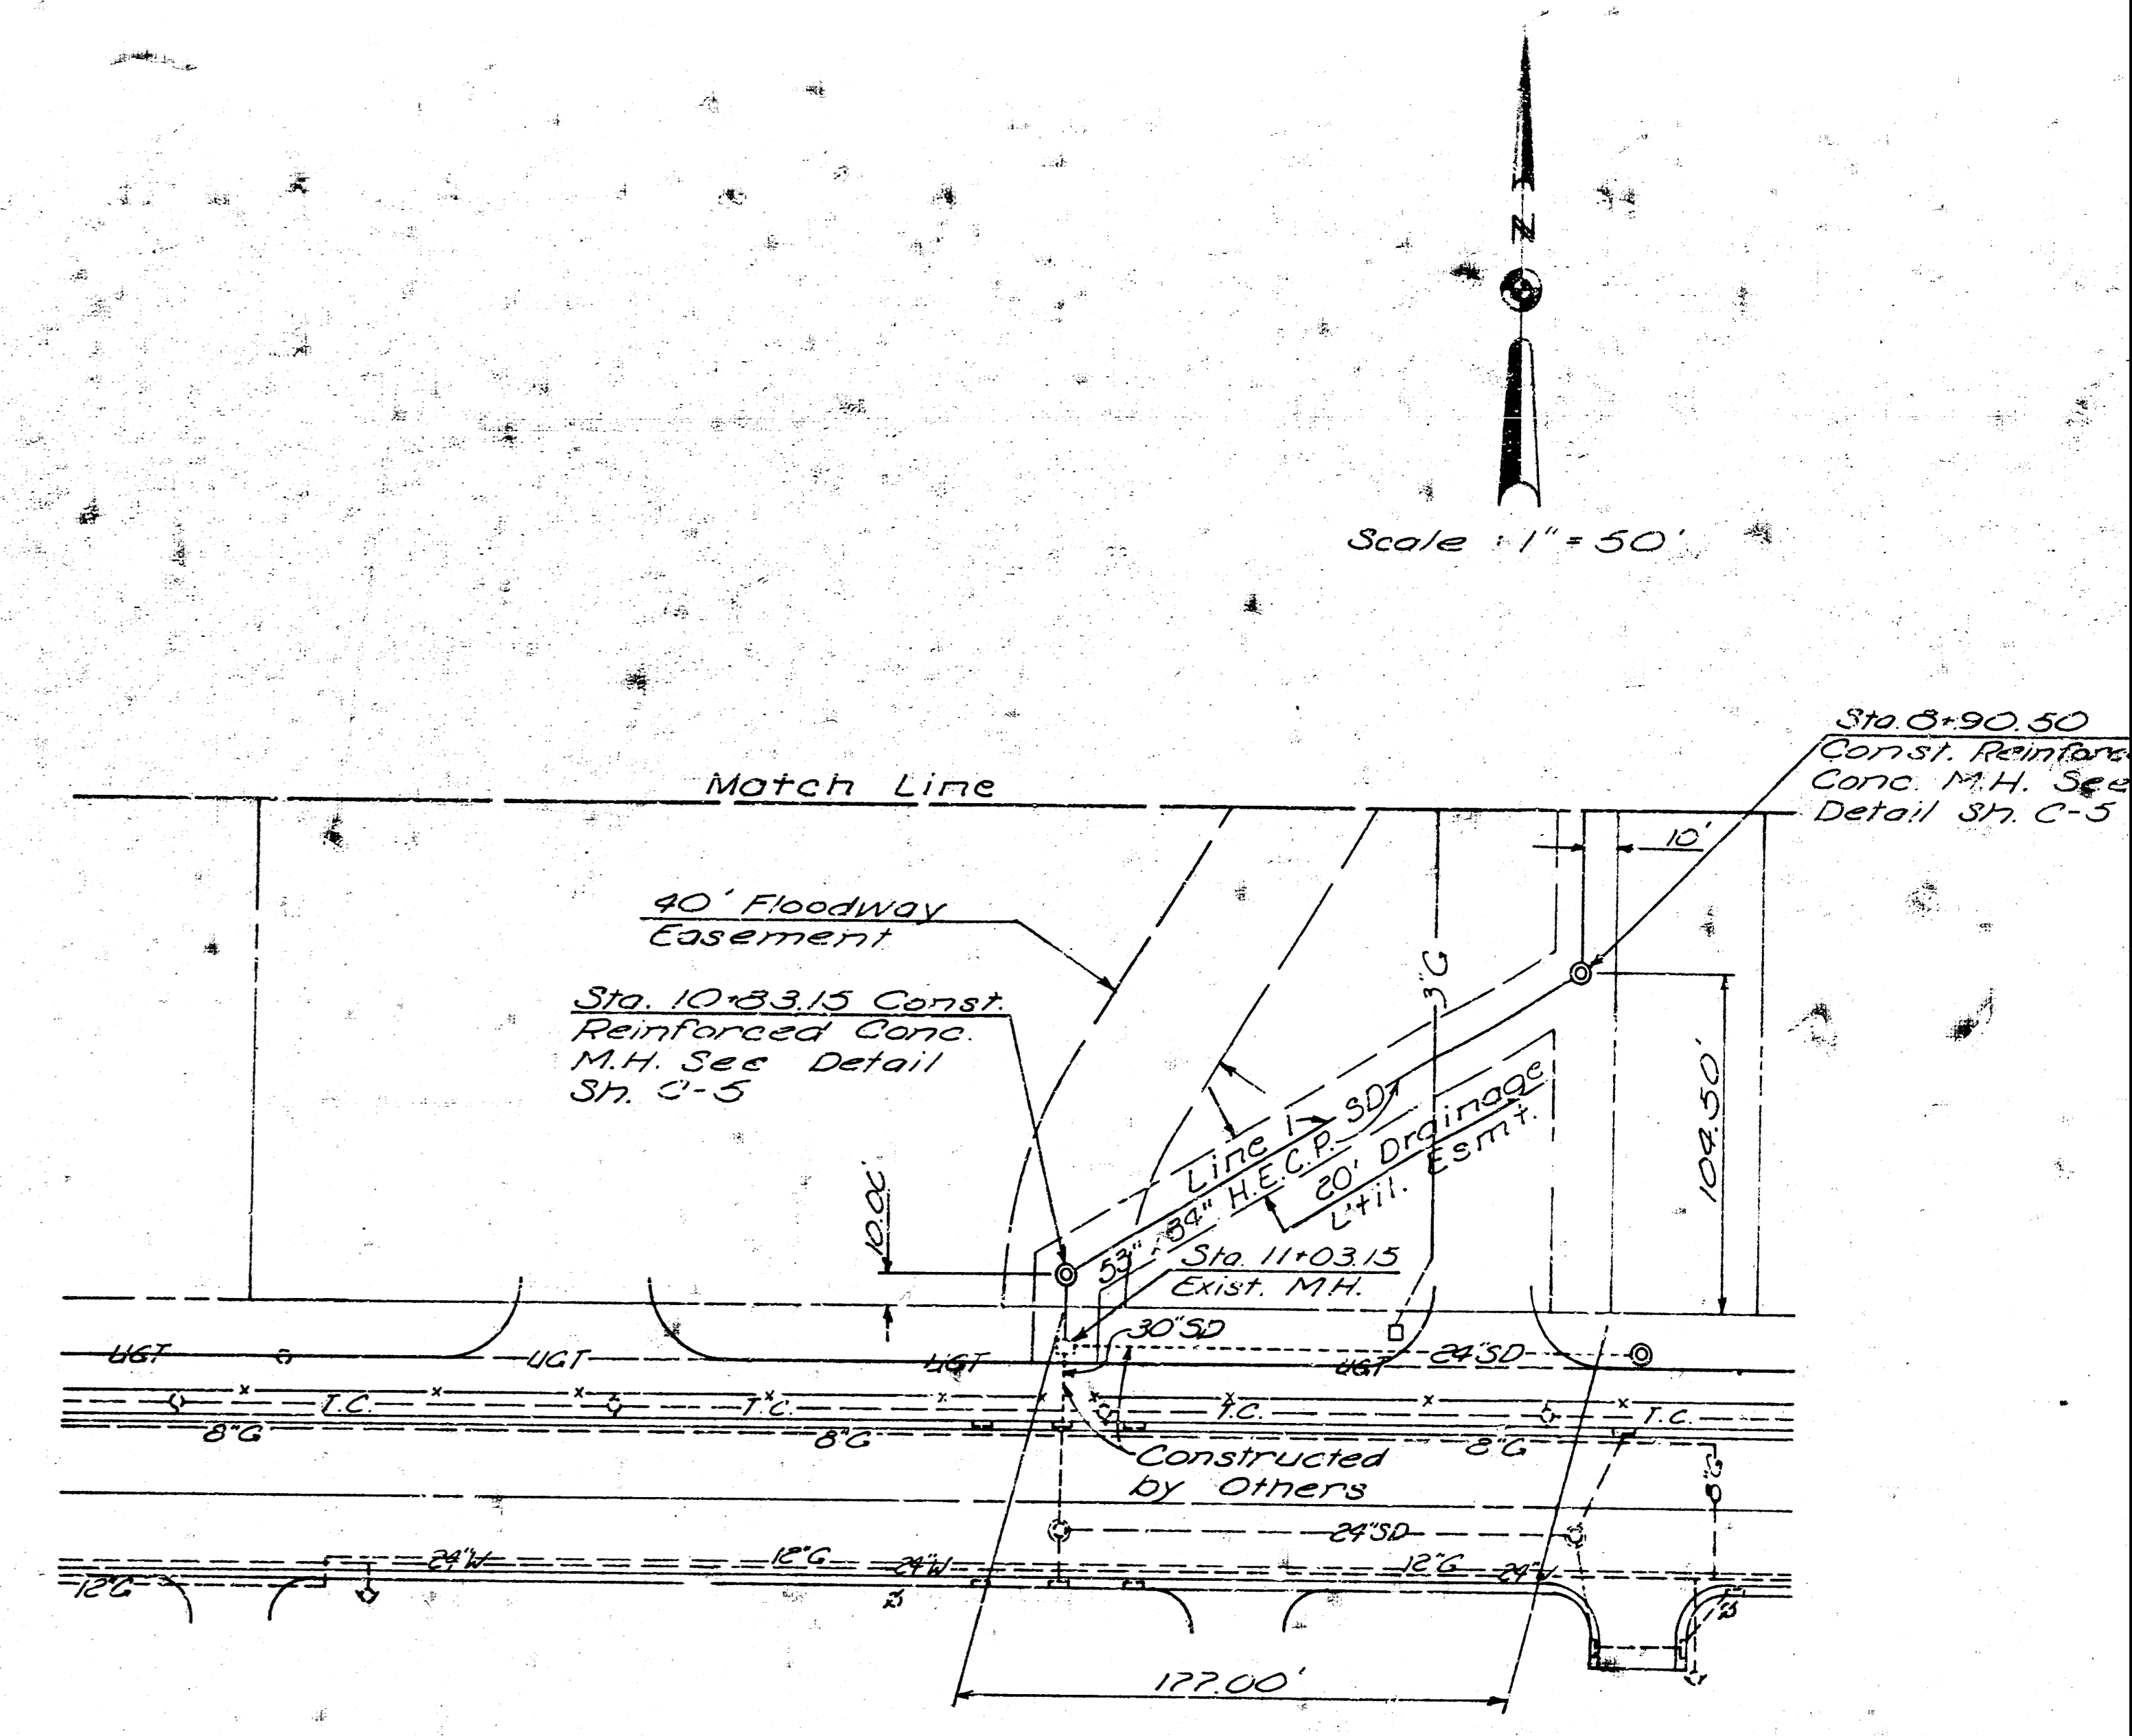 N
Scale : 1" = 50'
Sta. 8+90.50
Const. Reinforc
Conc. M.H. See
Detail Sh. C-5
Match Line
10'
40' Floodway
Easement
3"G
Sta. 10+83.15 Const.
Reinforced Conc.
M.H. See Detail
Sh. C-5
104.50'
Line 1
53" x 84" H.E.C.P. SD
20' Drainage
Util. Esmt.
10.00'
Sta. 11+03.15
Exist. M.H.
30"SD
24"SD
UGT
UGT
UGT
UGT
T.C.
T.C.
T.C.
T.C.
8"G
8"G
8"G
8"G
Constructed
by Others
24"SD
24"W
12"G
24"W
12"G
24"W
12"G
177.00'